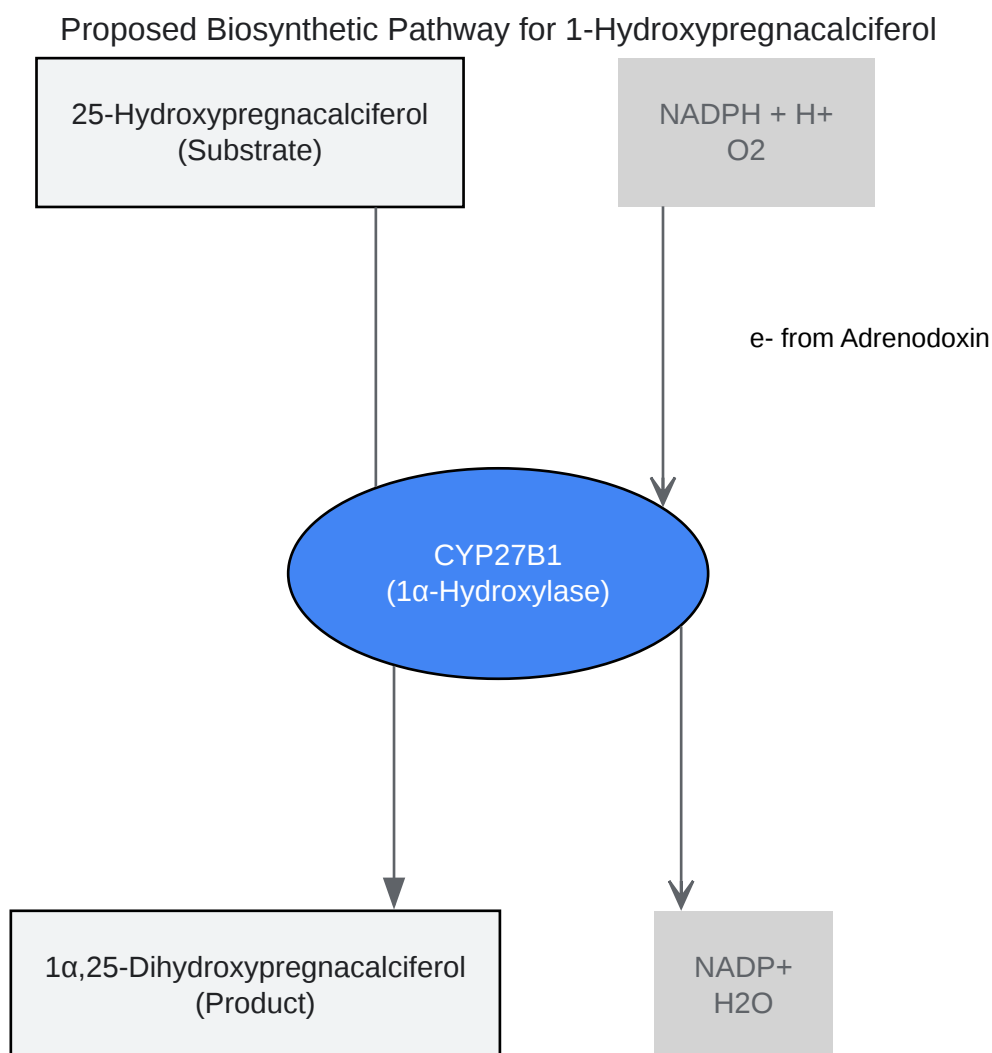 Proposed Biosynthetic Pathway for 1-Hydroxypregnacalciferol
25-Hydroxypregnacalciferol
(Substrate)
NADPH + H+
O2
e- from Adrenodoxin
CYP27B1
(1α-Hydroxylase)
1α,25-Dihydroxypregnacalciferol
(Product)
NADP+
H2O